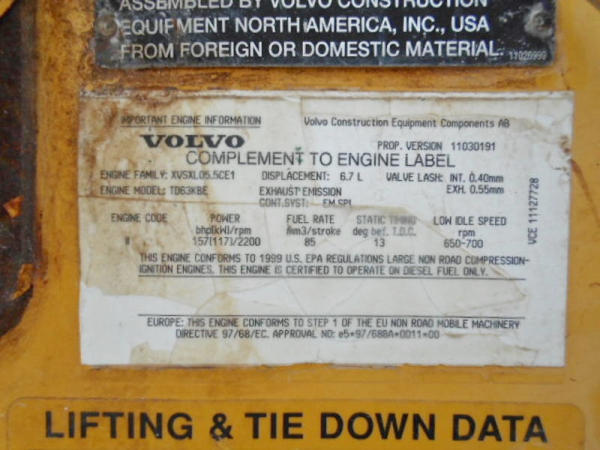 ASSEMBLED BY VOLVO CONSTRUCTION
EQUIPMENT NORTH AMERICA, INC., USA
FROM FOREIGN OR DOMESTIC MATERIAL.
11026999
IMPORTANT ENGINE INFORMATION Volvo Construction Equipment Components AB
VOLVO PROP. VERSION 11030191
COMPLEMENT TO ENGINE LABEL
ENGINE FAMILY: XVSXL05.5CE1 DISPLACEMENT: 6.7 L VALVE LASH: INT. 0.40mm
ENGINE MODEL: TD63KBE EXHAUST EMISSION EXH. 0.55mm
CONT.SYST: EM,SPL
ENGINE CODE POWER FUEL RATE STATIC TIMING LOW IDLE SPEED
bhp(kW)/rpm mm3/stroke deg bef. T.D.C. rpm
157(117)/2200 85 13 650-700
VCE 11127728
THIS ENGINE CONFORMS TO 1999 U.S. EPA REGULATIONS LARGE NON ROAD COMPRESSION-
IGNITION ENGINES. THIS ENGINE IS CERTIFIED TO OPERATE ON DIESEL FUEL ONLY.
EUROPE: THIS ENGINE CONFORMS TO STEP 1 OF THE EU NON ROAD MOBILE MACHINERY
DIRECTIVE 97/68/EC. APPROVAL NO: e5*97/68BA*0011*00
LIFTING & TIE DOWN DATA